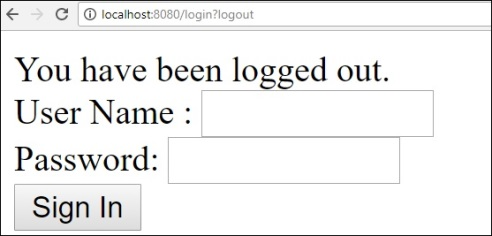 localhost:8080/login?logout
You have been logged out.
User Name :
Password:
Sign In